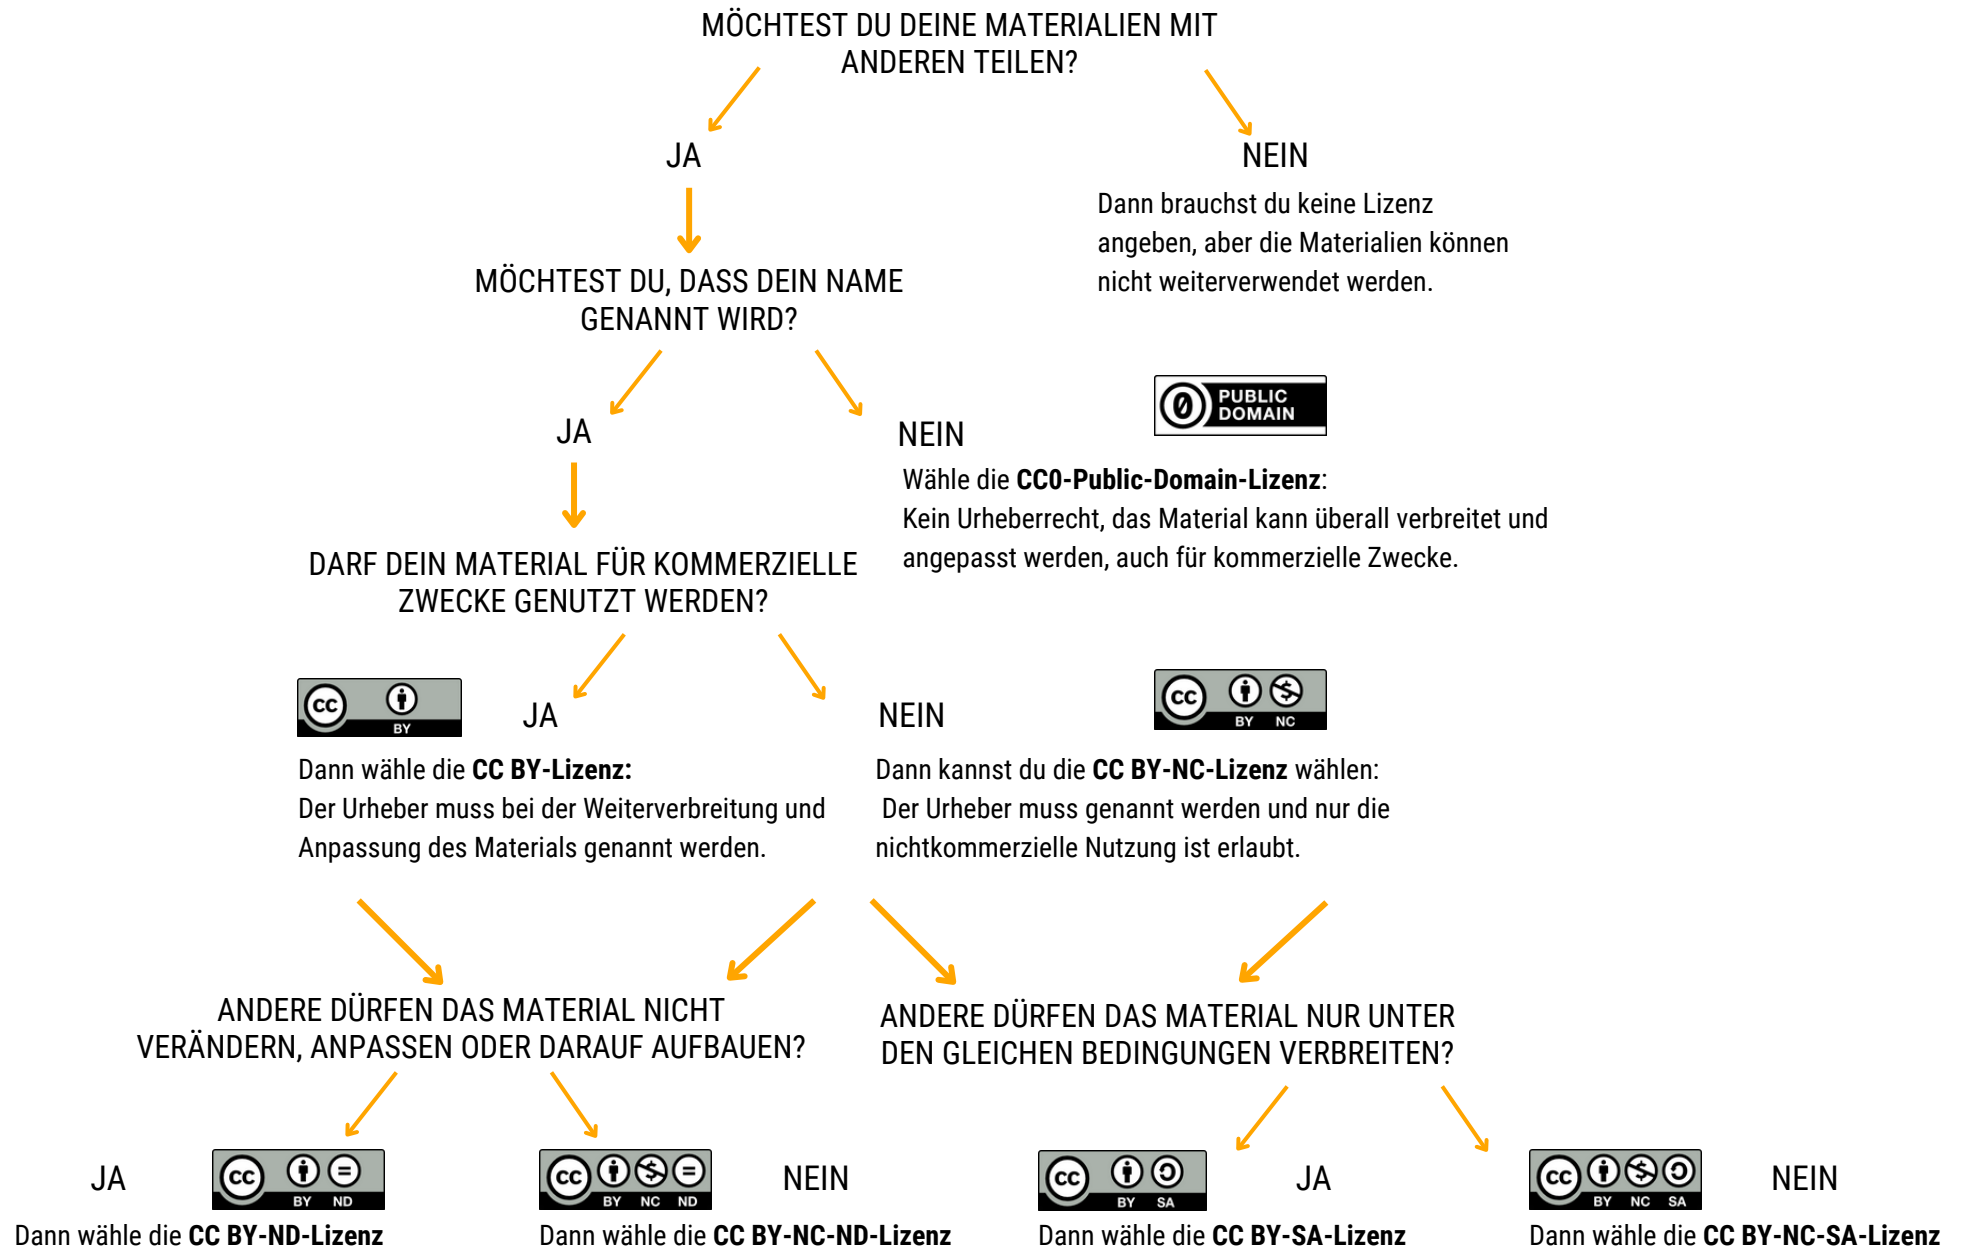 MÖCHTEST DU DEINE MATERIALIEN MIT
ANDEREN TEILEN?
JA
NEIN
Dann brauchst du keine Lizenz
angeben, aber die Materialien können
nicht weiterverwendet werden.
MÖCHTEST DU, DASS DEIN NAME
GENANNT WIRD?
JA
NEIN
0 PUBLIC
DOMAIN
Wähle die CC0-Public-Domain-Lizenz:
Kein Urheberrecht, das Material kann überall verbreitet und
angepasst werden, auch für kommerzielle Zwecke.
DARF DEIN MATERIAL FÜR KOMMERZIELLE
ZWECKE GENUTZT WERDEN?
cc
BY
JA
Dann wähle die CC BY-Lizenz:
Der Urheber muss bei der Weiterverbreitung und
Anpassung des Materials genannt werden.
NEIN
cc $
BY NC
Dann kannst du die CC BY-NC-Lizenz wählen:
Der Urheber muss genannt werden und nur die
nichtkommerzielle Nutzung ist erlaubt.
ANDERE DÜRFEN DAS MATERIAL NICHT
VERÄNDERN, ANPASSEN ODER DARAUF AUFBAUEN?
JA
cc =
BY ND
Dann wähle die CC BY-ND-Lizenz
cc $ =
BY NC ND
NEIN
Dann wähle die CC BY-NC-ND-Lizenz
ANDERE DÜRFEN DAS MATERIAL NUR UNTER
DEN GLEICHEN BEDINGUNGEN VERBREITEN?
cc
BY SA
JA
Dann wähle die CC BY-SA-Lizenz
cc $
BY NC SA
NEIN
Dann wähle die CC BY-NC-SA-Lizenz